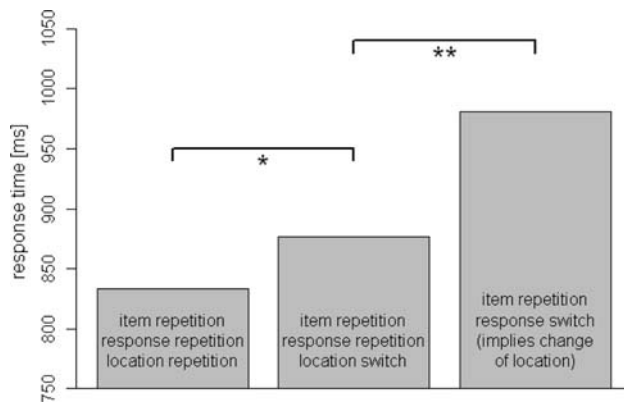 response time [ms]
1050
1000
950
900
850
800
750
*
**
item repetition
response repetition
location repetition
item repetition
response repetition
location switch
item repetition
response switch
(implies change
of location)